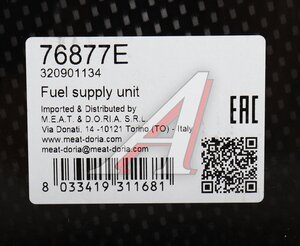 76877E
320901134
Fuel supply unit
Imported & Distributed by
M.E.A.T. & D.O.R.I.A. S.R.L.
Via Donati, 14 -10121 Torino (TO) - Italy
www.meat-doria.com
meat-doria@meat-doria.com
EAC
8 033419 311681